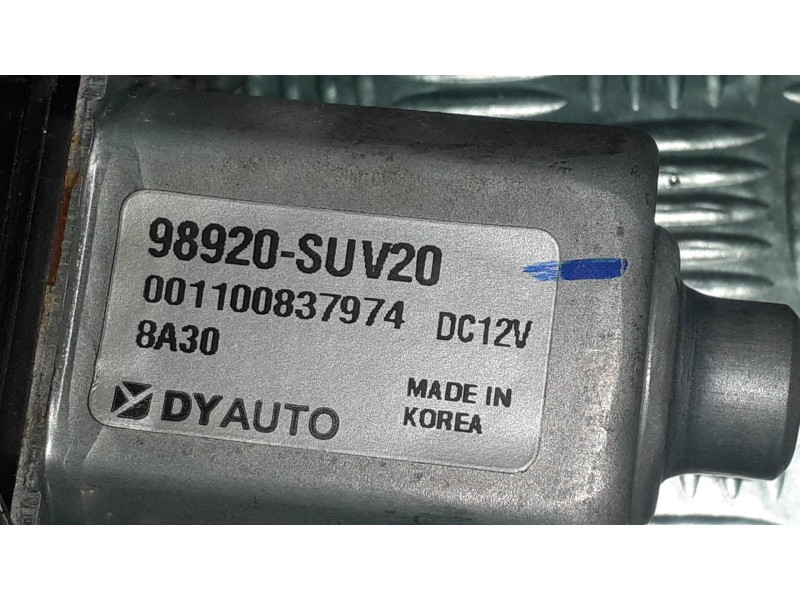 98920-SUV20
001100837974 DC12V
8A30
DYAUTO
MADE IN
KOREA